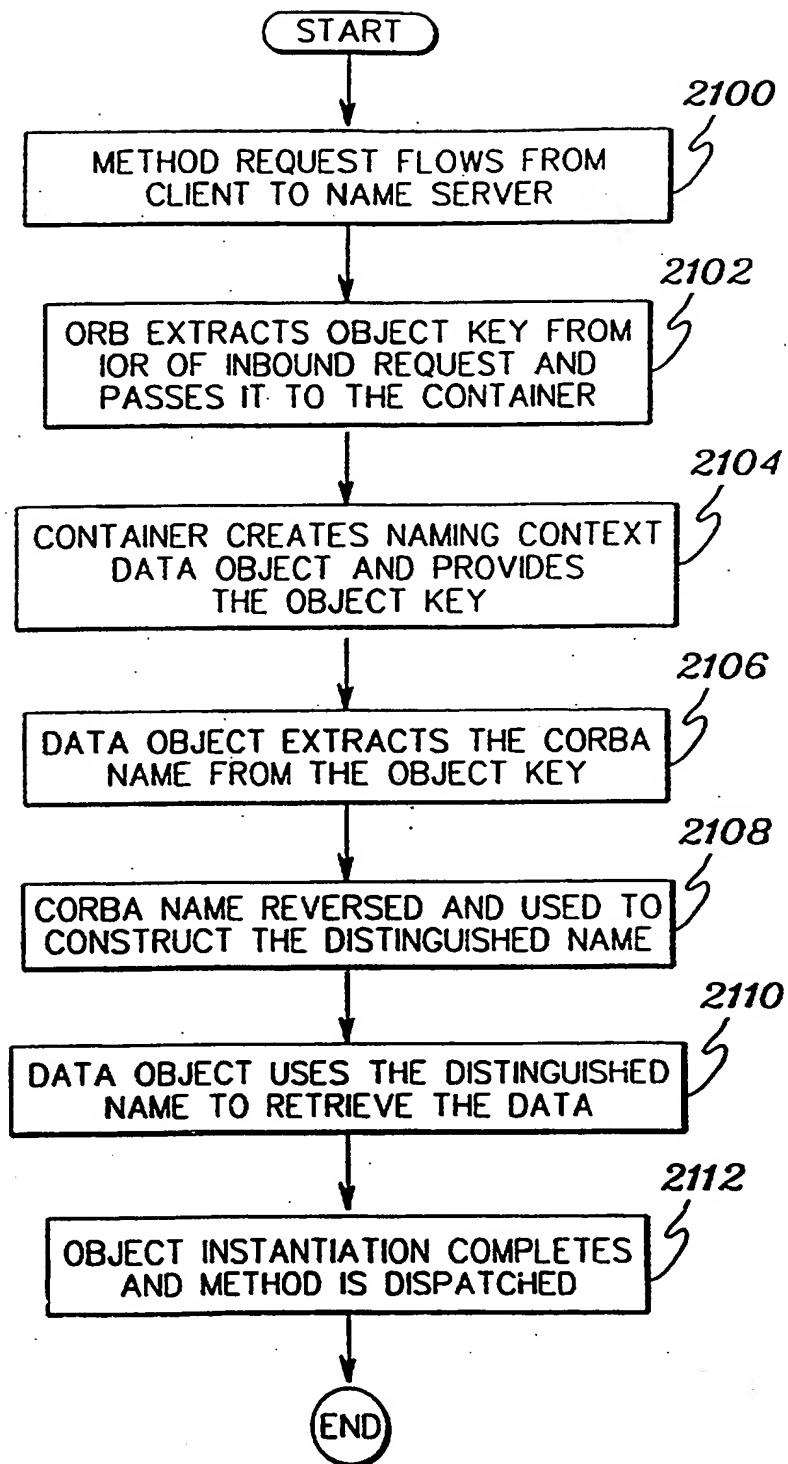 START
2100
METHOD REQUEST FLOWS FROM
CLIENT TO NAME SERVER
2102
ORB EXTRACTS OBJECT KEY FROM
IOR OF INBOUND REQUEST AND
PASSES IT TO THE CONTAINER
2104
CONTAINER CREATES NAMING CONTEXT
DATA OBJECT AND PROVIDES
THE OBJECT KEY
2106
DATA OBJECT EXTRACTS THE CORBA
NAME FROM THE OBJECT KEY
2108
CORBA NAME REVERSED AND USED TO
CONSTRUCT THE DISTINGUISHED NAME
2110
DATA OBJECT USES THE DISTINGUISHED
NAME TO RETRIEVE THE DATA
2112
OBJECT INSTANTIATION COMPLETES
AND METHOD IS DISPATCHED
END